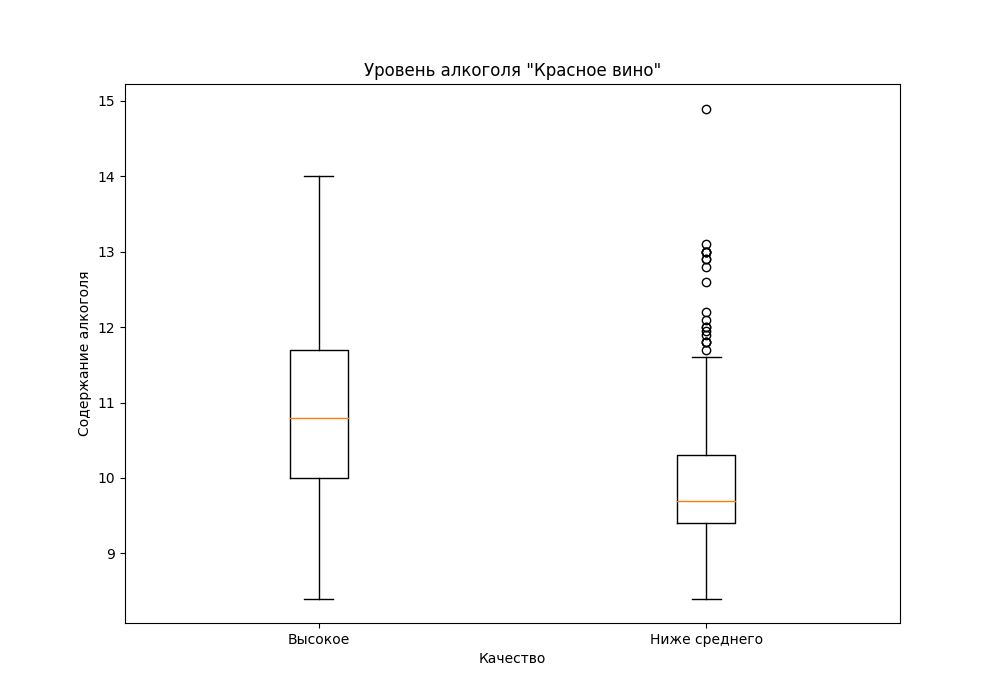 Уровень алкоголя "Красное вино"
15
14
13
12
11
10
9
Содержание алкоголя
Высокое
Ниже среднего
Качество